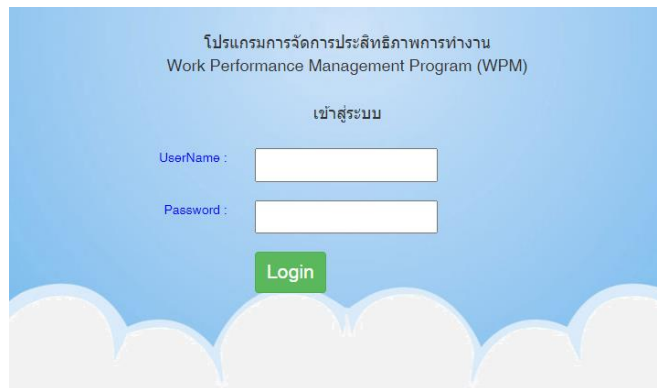 โปรแกรมการจัดการประสิทธิภาพการทำงาน
Work Performance Management Program (WPM)
เข้าสู่ระบบ
UserName :
Password :
Login